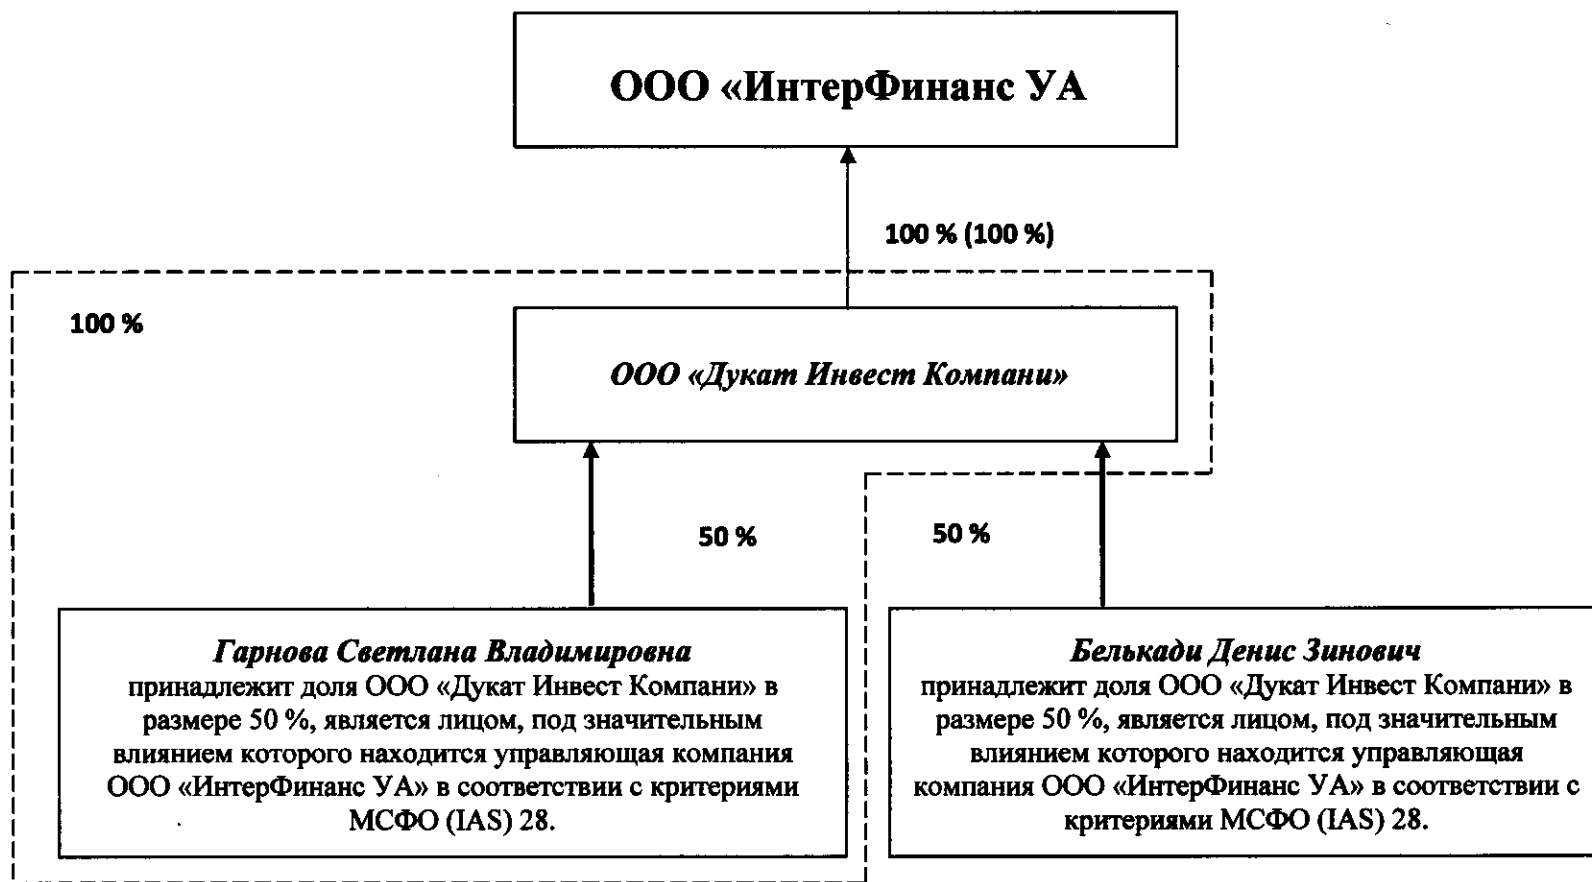 ООО «ИнтерФинанс УА
100 % (100 %)
100 %
ООО «Дукат Инвест Компани»
50 %
50 %
Гарнова Светлана Владимировна
принадлежит доля ООО «Дукат Инвест Компани» в
размере 50 %, является лицом, под значительным
влиянием которого находится управляющая компания
ООО «ИнтерФинанс УА» в соответствии с критериями
МСФО (IAS) 28.
Белькади Денис Зинович
принадлежит доля ООО «Дукат Инвест Компани» в
размере 50 %, является лицом, под значительным
влиянием которого находится управляющая
компания ООО «ИнтерФинанс УА» в соответствии с
критериями МСФО (IAS) 28.